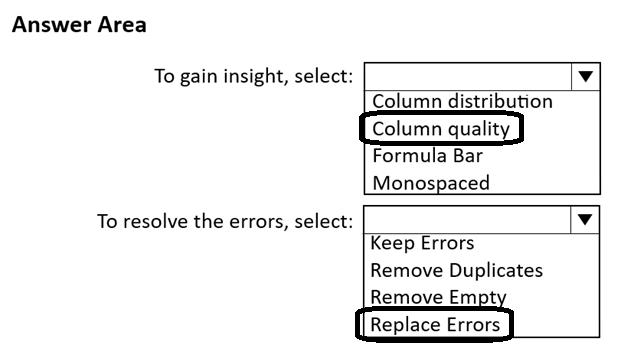 Answer Area
To gain insight, select:
Column distribution
Column quality
Formula Bar
Monospaced
To resolve the errors, select:
Keep Errors
Remove Duplicates
Remove Empty
Replace Errors